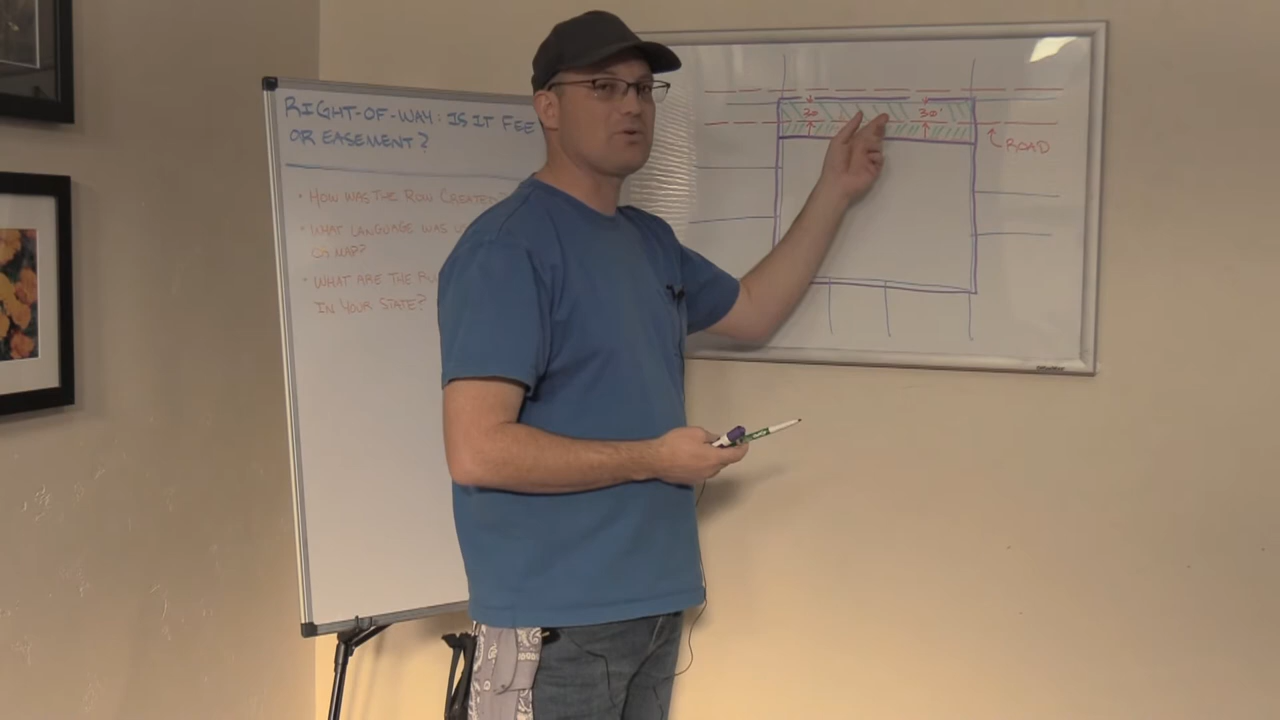 RIGHT-OF-WAY: IS IT FEE
OR EASEMENT?
• HOW WAS THE ROW CREATED?
• WHAT LANGUAGE WAS
OR MAP?
• WHAT ARE THE
IN YOUR STATE?
30'
30'
ROAD